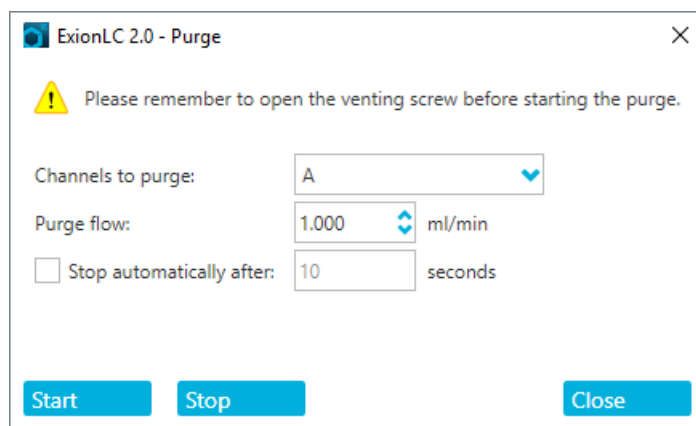 ExionLC 2.0 - Purge
Please remember to open the venting screw before starting the purge.
Channels to purge: A
Purge flow: 1.000 ml/min
Stop automatically after: 10 seconds
Start Stop Close